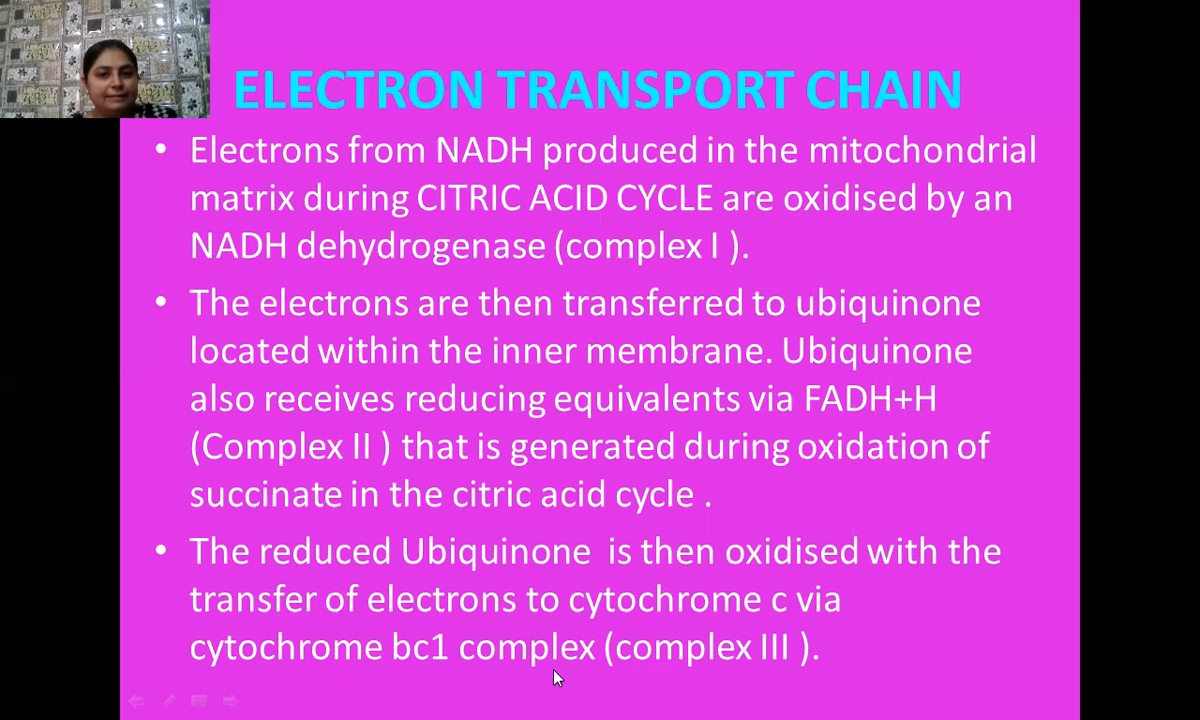 ELECTRON TRANSPORT CHAIN
• Electrons from NADH produced in the mitochondrial
matrix during CITRIC ACID CYCLE are oxidised by an
NADH dehydrogenase (complex I ).
• The electrons are then transferred to ubiquinone
located within the inner membrane. Ubiquinone
also receives reducing equivalents via FADH+H
(Complex II ) that is generated during oxidation of
succinate in the citric acid cycle .
• The reduced Ubiquinone is then oxidised with the
transfer of electrons to cytochrome c via
cytochrome bc1 complex (complex III ).